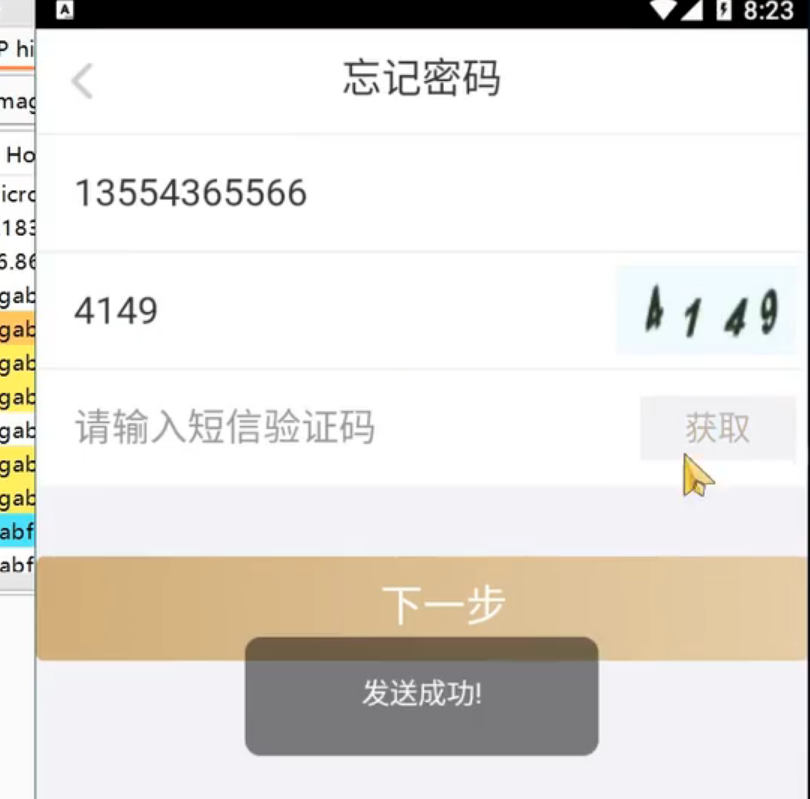 A
8:23
P hi
忘记密码
mag
Ho
13554365566
icro
183
6.86
gab
4149
4149
gab
gab
gab
gab
请输入短信验证码
获取
gab
gab
abf
abf
下一步
发送成功!